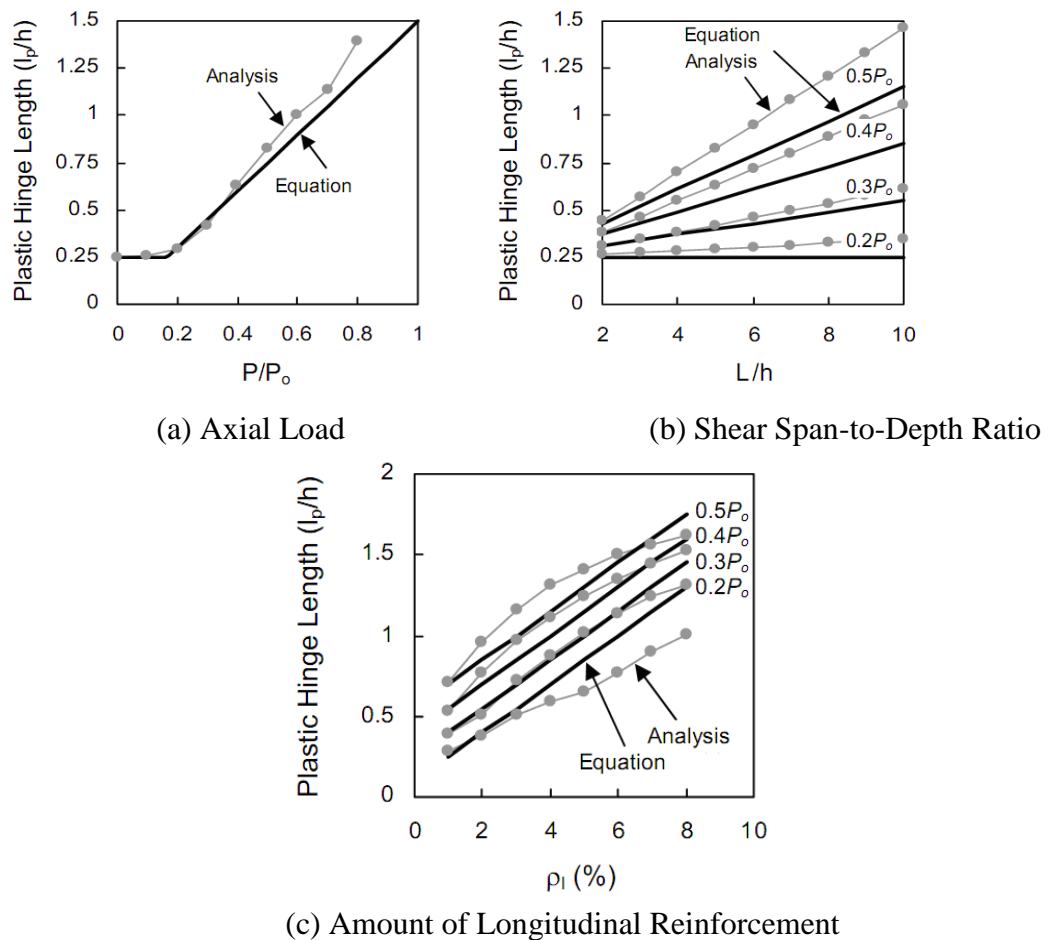 Plastic Hinge Length (lp/h)
1.5
1.25
1
0.75
0.5
0.25
0
Analysis
Equation
0 0.2 0.4 0.6 0.8 1
P/Po
(a) Axial Load
Plastic Hinge Length (lp/h)
1.5
1.25
1
0.75
0.5
0.25
0
Equation
Analysis
0.5Po
0.4Po
0.3Po
0.2Po
2 4 6 8 10
L/h
(b) Shear Span-to-Depth Ratio
Plastic Hinge Length (lp/h)
2
1.5
1
0.5
0
0.5Po
0.4Po
0.3Po
0.2Po
Analysis
Equation
0 2 4 6 8 10
ρl (%)
(c) Amount of Longitudinal Reinforcement